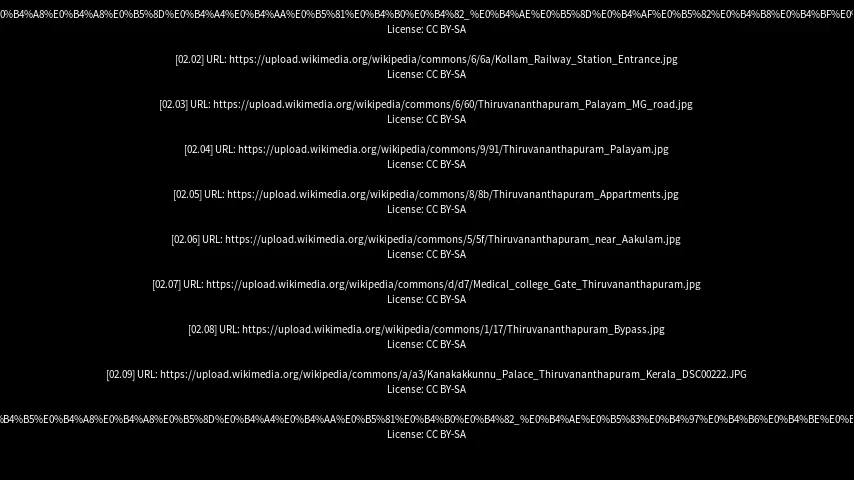 0%B4%A8%E0%B4%A8%E0%B5%8D%E0%B4%A4%E0%B4%AA%E0%B5%81%E0%B4%B0%E0%B4%82_%E0%B4%AE%E0%B5%8D%E0%B4%AF%E0%B5%82%E0%B4%B8%E0%B4%BF%E0
License: CC BY-SA
[02.02] URL: https://upload.wikimedia.org/wikipedia/commons/6/6a/Kollam_Railway_Station_Entrance.jpg
License: CC BY-SA
[02.03] URL: https://upload.wikimedia.org/wikipedia/commons/6/60/Thiruvananthapuram_Palayam_MG_road.jpg
License: CC BY-SA
[02.04] URL: https://upload.wikimedia.org/wikipedia/commons/9/91/Thiruvananthapuram_Palayam.jpg
License: CC BY-SA
[02.05] URL: https://upload.wikimedia.org/wikipedia/commons/8/8b/Thiruvananthapuram_Appartments.jpg
License: CC BY-SA
[02.06] URL: https://upload.wikimedia.org/wikipedia/commons/5/5f/Thiruvananthapuram_near_Aakulam.jpg
License: CC BY-SA
[02.07] URL: https://upload.wikimedia.org/wikipedia/commons/d/d7/Medical_college_Gate_Thiruvananthapuram.jpg
License: CC BY-SA
[02.08] URL: https://upload.wikimedia.org/wikipedia/commons/1/17/Thiruvananthapuram_Bypass.jpg
License: CC BY-SA
[02.09] URL: https://upload.wikimedia.org/wikipedia/commons/a/a3/Kanakakkunnu_Palace_Thiruvananthapuram_Kerala_DSC00222.JPG
License: CC BY-SA
%B4%B5%E0%B4%A8%E0%B4%A8%E0%B5%8D%E0%B4%A4%E0%B4%AA%E0%B5%81%E0%B4%B0%E0%B4%82_%E0%B4%AE%E0%B5%83%E0%B4%97%E0%B4%B6%E0%B4%BE%E0%B
License: CC BY-SA